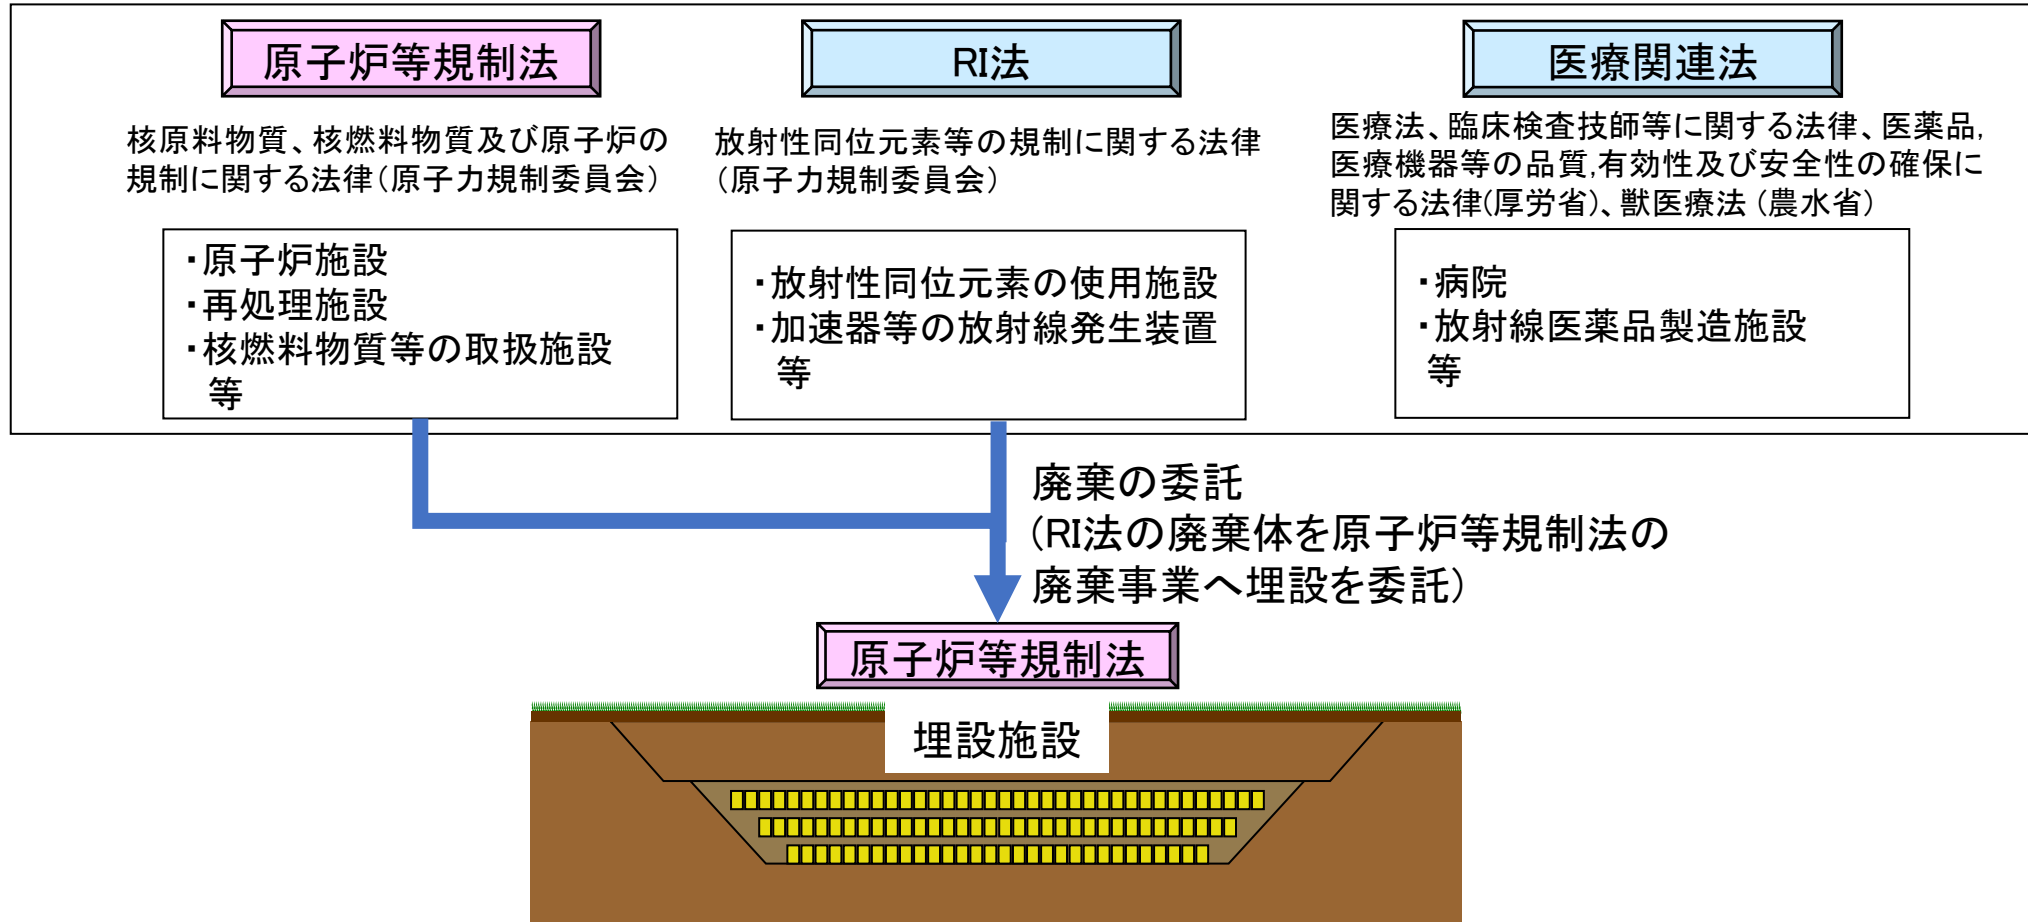 原子炉等規制法
核原料物質、核燃料物質及び原子炉の
規制に関する法律（原子力規制委員会）
・原子炉施設
・再処理施設
・核燃料物質等の取扱施設
等
RI法
放射性同位元素等の規制に関する法律
（原子力規制委員会）
・放射性同位元素の使用施設
・加速器等の放射線発生装置
等
医療関連法
医療法、臨床検査技師等に関する法律、医薬品,
医療機器等の品質,有効性及び安全性の確保に
関する法律(厚労省)、獣医療法 (農水省）
・病院
・放射線医薬品製造施設
等
廃棄の委託
(RI法の廃棄体を原子炉等規制法の
廃棄事業へ埋設を委託）
原子炉等規制法
埋設施設